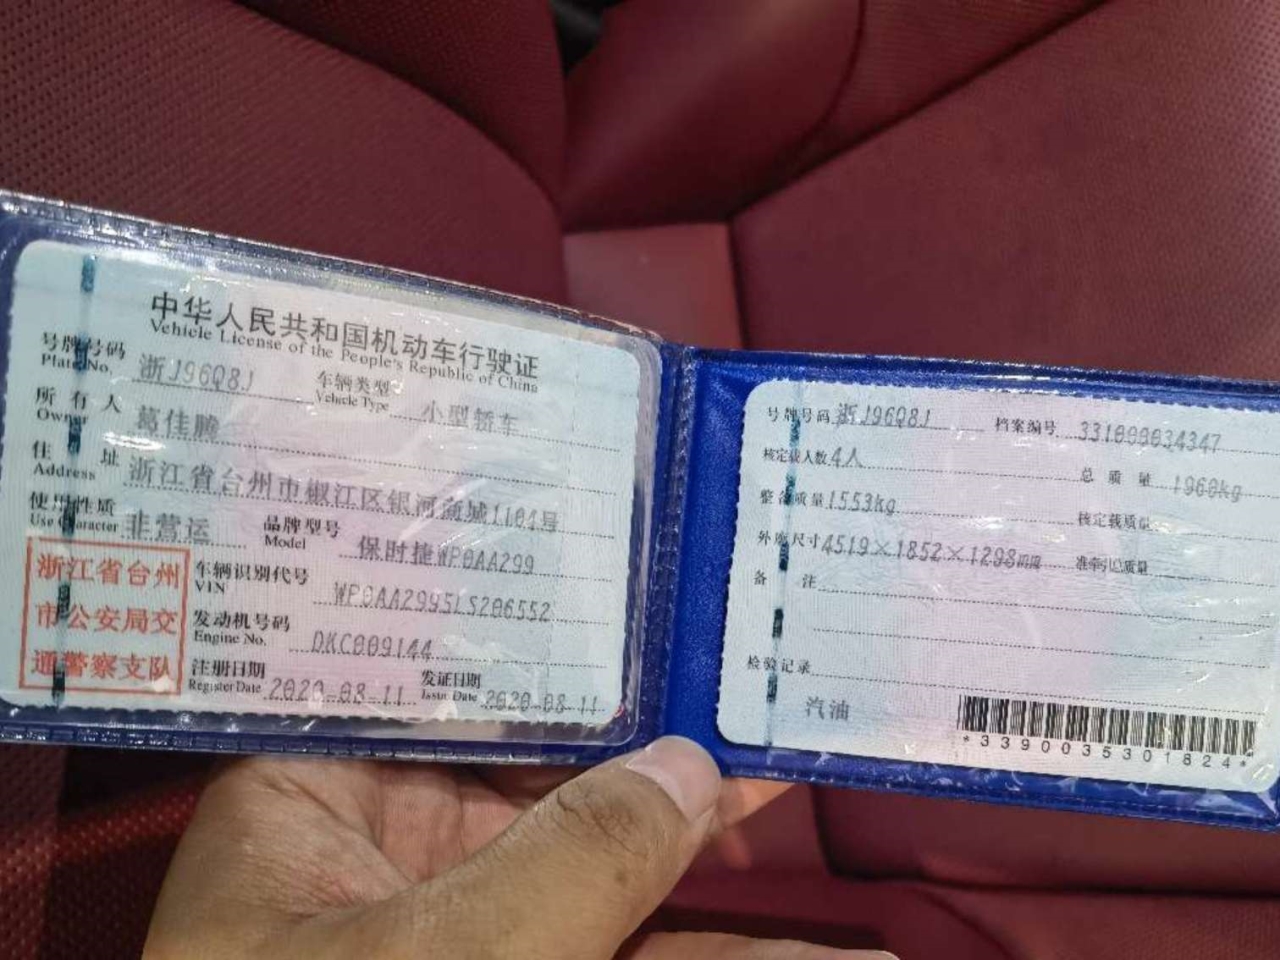 中华人民共和国机动车行驶证
Vehicle License of the People's Republic of China
号牌号码 浙J96Q8J 车辆类型 小型轿车
Plate No. Vehicle Type
所有人 葛佳腾
Owner
住址 浙江省台州市椒江区银河商城1104号
Address
使用性质 非营运 品牌型号 保时捷WP0AA299
Use Character Model
浙江省台州
市公安局交
通警察支队
车辆识别代号 WP0AA2995LS206552
VIN
发动机号码 DKC009144
Engine No.
注册日期 2020-08-11 发证日期 2020-08-11
Register Date Issue Date
号牌号码 浙J96Q8J 档案编号 331000034347
核定载人数 4人 总质量 1960kg
整备质量 1553kg 核定载质量
外廓尺寸 4519×1852×1298mm 准牵引总质量
备注
检验记录
汽油
*3390035301824*